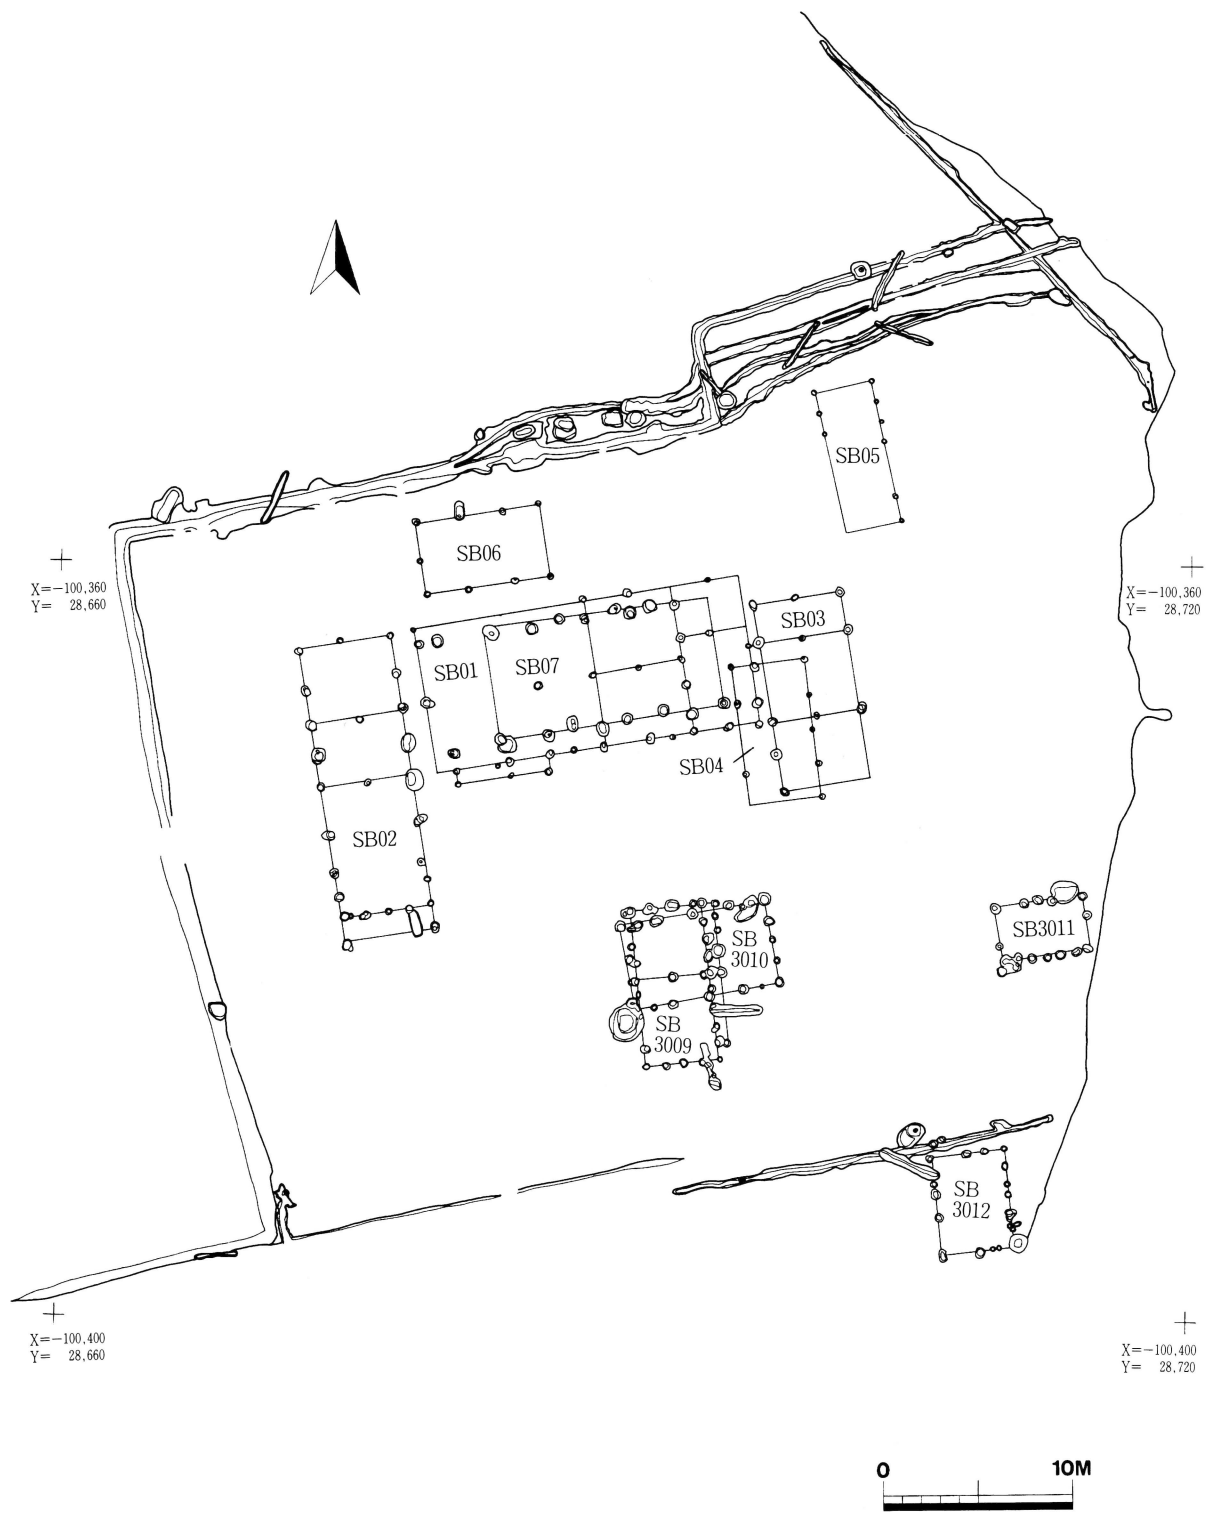 SB05
SB06
X=-100,360
Y= 28,660
X=-100,360
Y= 28,720
SB03
SB01
SB07
SB04
SB02
SB
3010
SB3011
SB
3009
SB
3012
X=-100,400
Y= 28,660
X=-100,400
Y= 28,720
0 10M